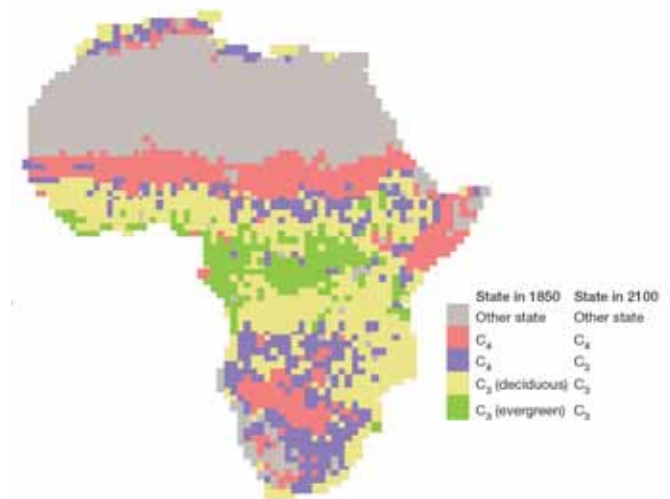 State in 1850 State in 2100
Other state Other state
C₄ C₄
C₄ C₃
C₃ (deciduous) C₃
C₃ (evergreen) C₃